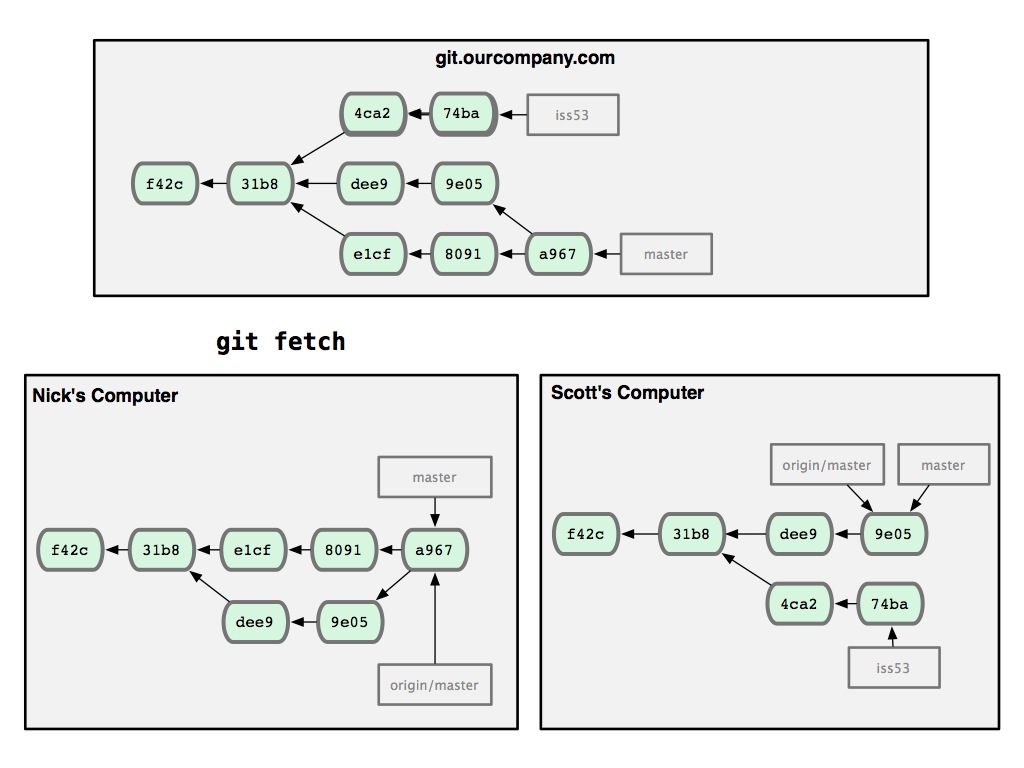 git.ourcompany.com
4ca2 74ba iss53
f42c 31b8 dee9 9e05
e1cf 8091 a967 master
git fetch
Nick's Computer
master
f42c 31b8 e1cf 8091 a967
dee9 9e05
origin/master
Scott's Computer
origin/master master
f42c 31b8 dee9 9e05
4ca2 74ba
iss53